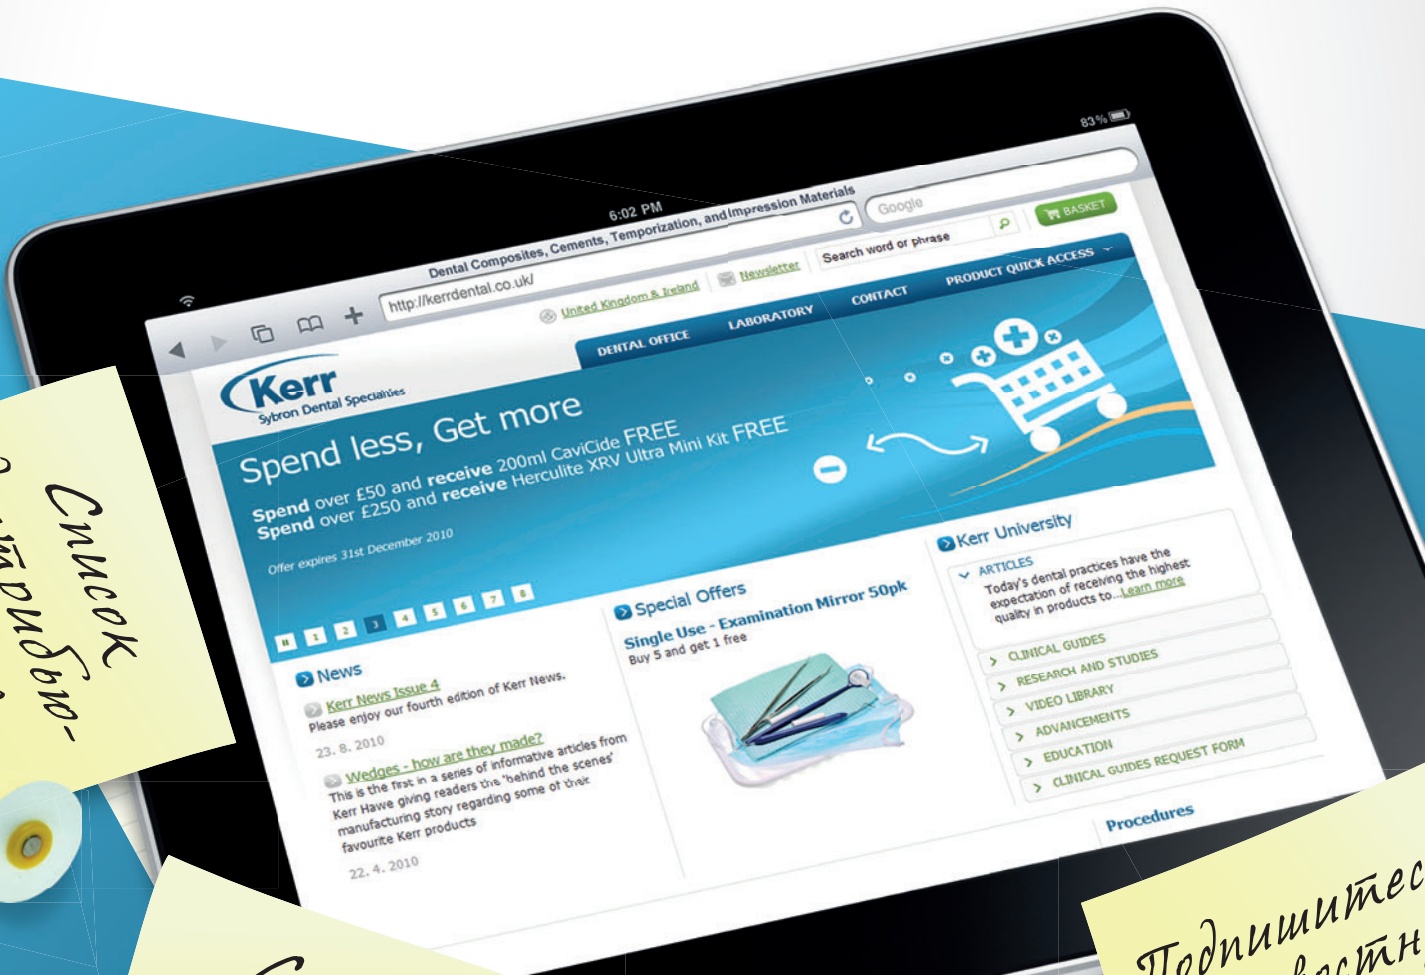 83%
6:02 PM
Dental Composites, Cements, Temporization, and Impression Materials
http://kerrdental.co.uk/
Google
United Kingdom & Ireland
Newsletter
Search word or phrase
BASKET
DENTAL OFFICE
LABORATORY
CONTACT
PRODUCT QUICK ACCESS
Kerr
Sybron Dental Specialties
Spend less, Get more
Spend over £50 and receive 200ml CaviCide FREE
Spend over £250 and receive Herculite XRV Ultra Mini Kit FREE
Offer expires 31st December 2010
1 2 3 4 5 6 7 8
News
Kerr News Issue 4
Please enjoy our fourth edition of Kerr News.
23. 8. 2010
Wedges - how are they made?
This is the first in a series of informative articles from
Kerr Hawe giving readers the 'behind the scenes'
manufacturing story regarding some of their
favourite Kerr products
22. 4. 2010
Special Offers
Single Use - Examination Mirror 50pk
Buy 5 and get 1 free
Kerr University
ARTICLES
Today's dental practices have the
expectation of receiving the highest
quality in products to...Learn more
CLINICAL GUIDES
RESEARCH AND STUDIES
VIDEO LIBRARY
ADVANCEMENTS
EDUCATION
CLINICAL GUIDES REQUEST FORM
Procedures
Список